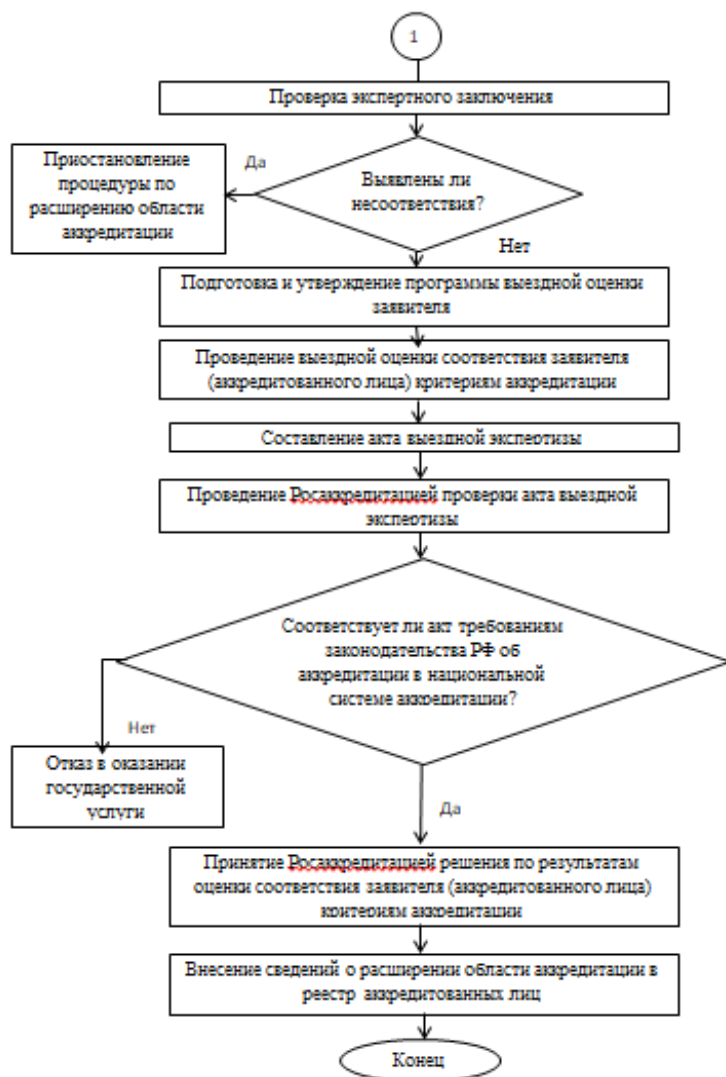 1
Проверка экспертного заключения
Приостановление
процедуры по
расширению области
аккредитации
Да
Выявлены ли
несоответствия?
Нет
Подготовка и утверждение программы выездной оценки
заявителя
Проведение выездной оценки соответствия заявителя
(аккредитованного лица) критериям аккредитации
Составление акта выездной экспертизы
Проведение Росаккредитацией проверки акта выездной
экспертизы
Соответствует ли акт требованиям
законодательства РФ об
аккредитации в национальной
системе аккредитации?
Нет
Отказ в оказании
государственной
услуги
Да
Принятие Росаккредитацией решения по результатам
оценки соответствия заявителя (аккредитованного лица)
критериям аккредитации
Внесение сведений о расширении области аккредитации в
реестр аккредитованных лиц
Конец